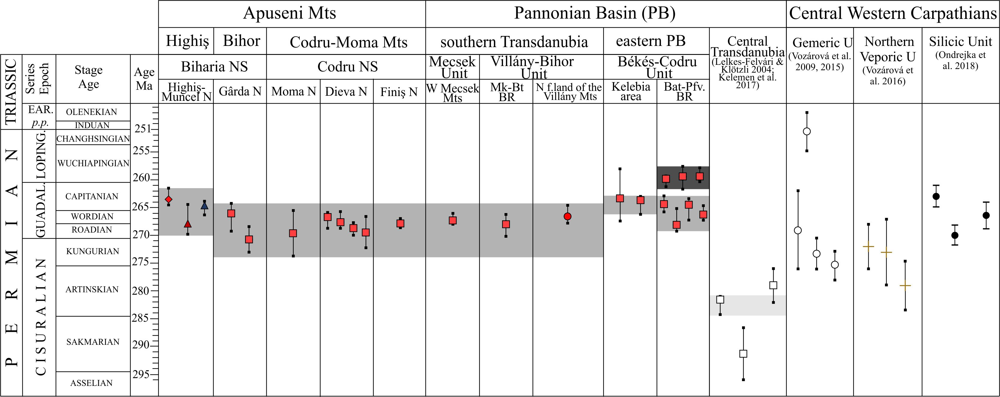 Apuseni Mts
Pannonian Basin (PB)
Central Western Carpathians
Highiş
Bihor
Codru-Moma Mts
southern Transdanubia
eastern PB
Central
Transdanubia
(Lelkes-Felvári &
Klötzli 2004;
Kelemen et al.
2017)
Gemeric U
(Vozárová et al.
2009, 2015)
Northern
Veporic U
(Vozárová et
al. 2016)
Silicic Unit
(Ondrejka et
al. 2018)
TRIASSIC
Series
Epoch
Stage
Age
Age
Ma
Biharia NS
Codru NS
Mecsek
Unit
Villány-Bihor
Unit
Békés-Codru
Unit
Highiş-
Muncel N
Gârda N
Moma N
Dieva N
Finiş N
W Mecsek
Mts
Mk-Bt
BR
N f.land of the
Villány Mts
Kelebia
area
Bat-Pfv.
BR
EAR.
p.p.
OLENEKIAN
INDUAN
251
PERMIAN
LOPING.
CHANGHSINGIAN
255
WUCHIAPINGIAN
260
GUADAL.
CAPITANIAN
265
WORDIAN
ROADIAN
270
CISURALIAN
KUNGURIAN
275
ARTINSKIAN
280
285
SAKMARIAN
290
295
ASSELIAN